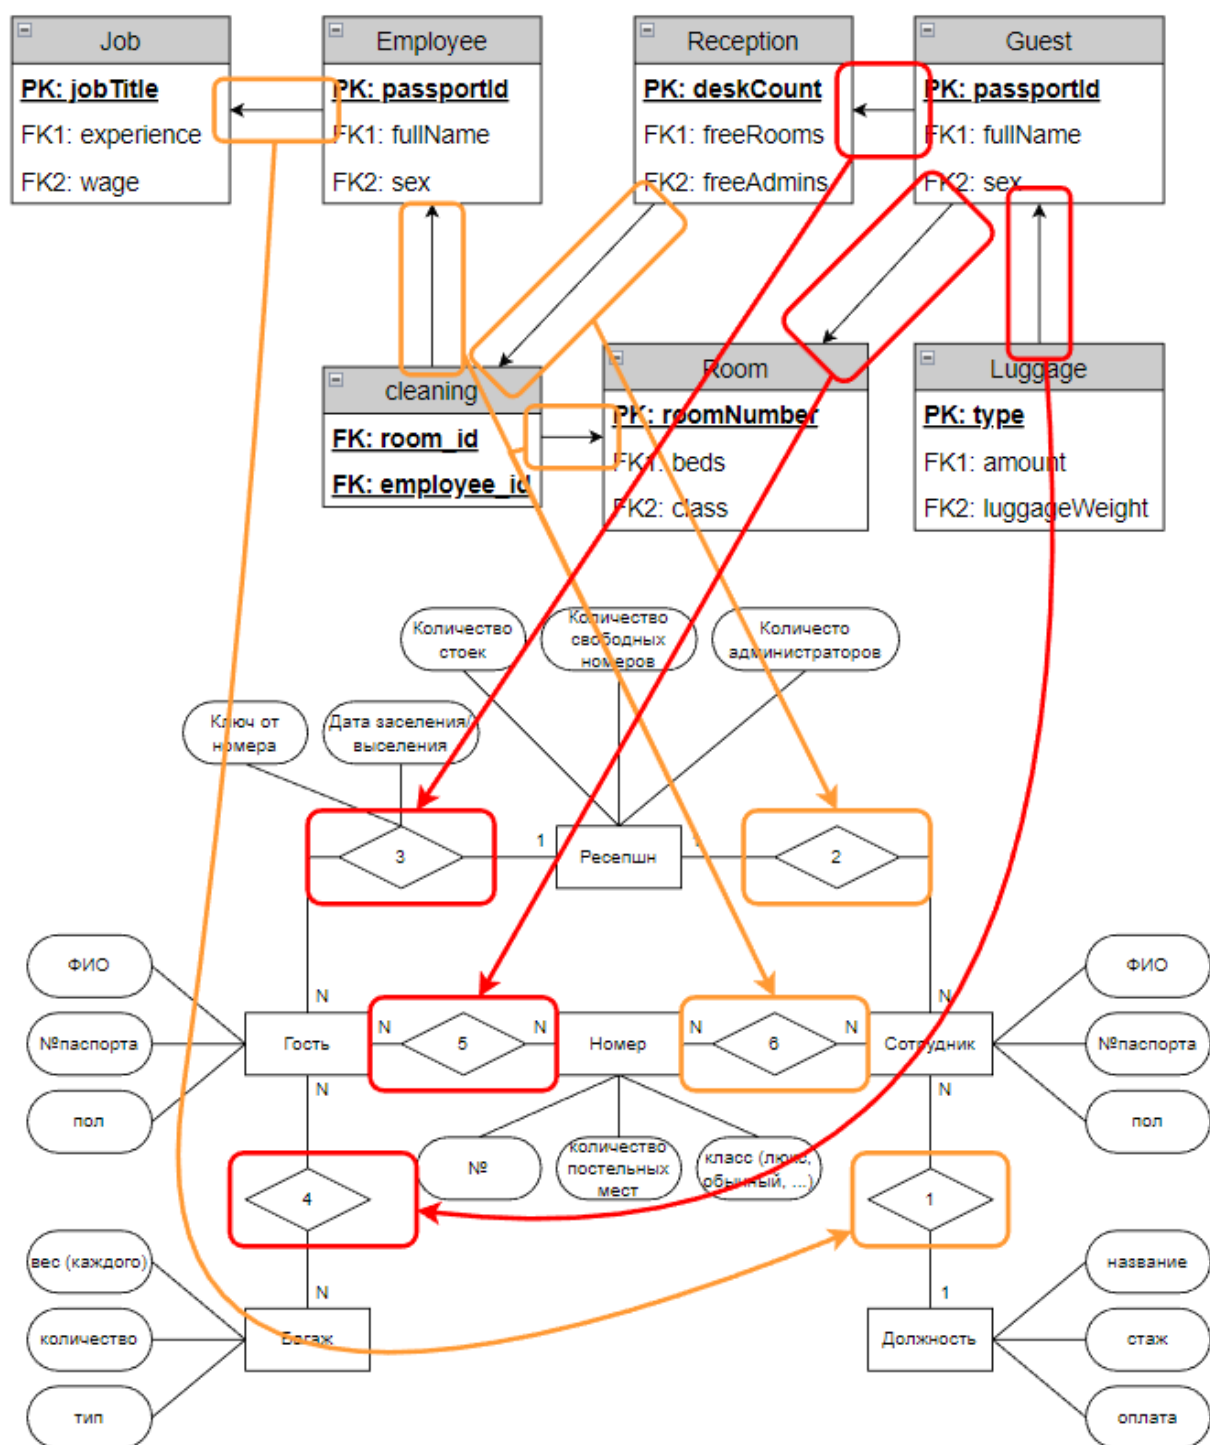 Job
PK: jobTitle
FK1: experience
FK2: wage
Employee
PK: passportId
FK1: fullName
FK2: sex
Reception
PK: deskCount
FK1: freeRooms
FK2: freeAdmins
Guest
PK: passportId
FK1: fullName
FK2: sex
cleaning
FK: room_id
FK: employee_id
Room
PK: roomNumber
FK1: beds
FK2: class
Luggage
PK: type
FK1: amount
FK2: luggageWeight
Количество
стоек
Количество
свободных
номеров
Количесто
администраторов
Ключ от
номера
Дата заселения/
выселения
3
1
Ресепшн
1
2
ФИО
№паспорта
пол
N
N
Гость
N
5
N
Номер
N
6
N
Сотрудник
ФИО
№паспорта
пол
N
N
№
количество
постельных
мест
класс (люкс,
обычный, ...)
4
1
вес (каждого)
количество
тип
N
1
Багаж
Должность
название
стаж
оплата